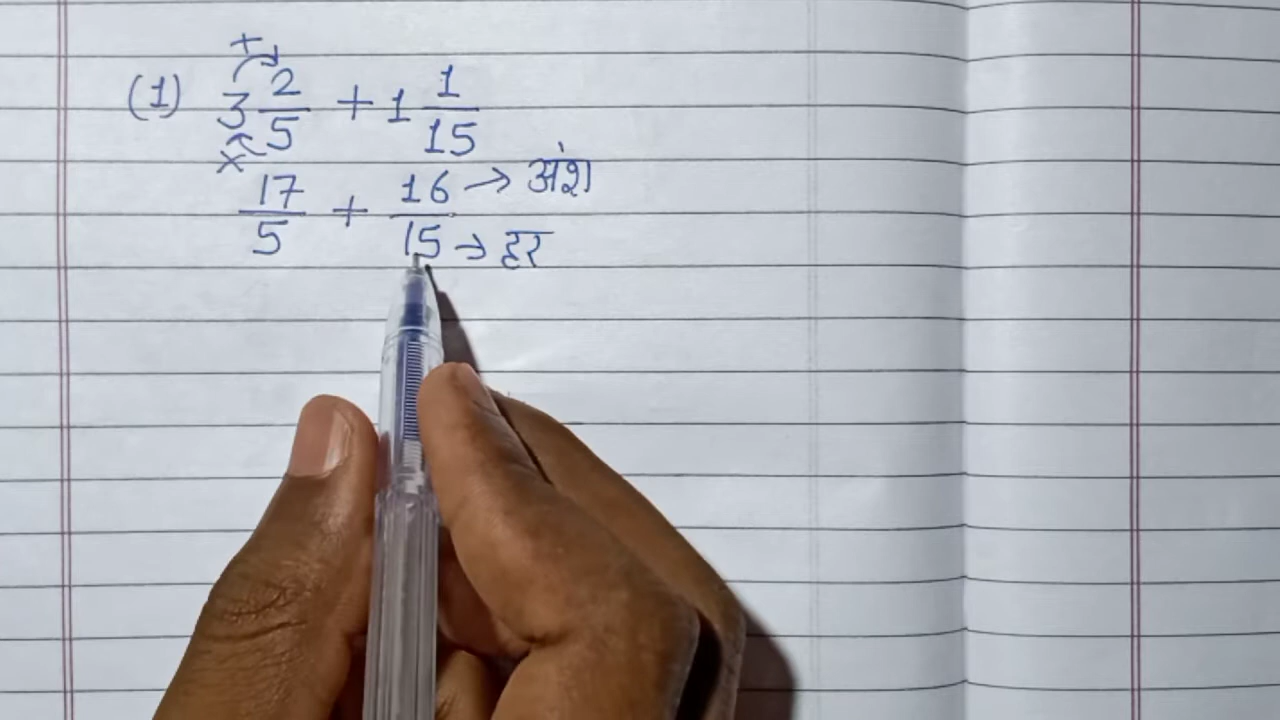 (1) 3 2/5 + 1 1/15
+ ×
17/5 + 16/15
→ अंश
→ हर